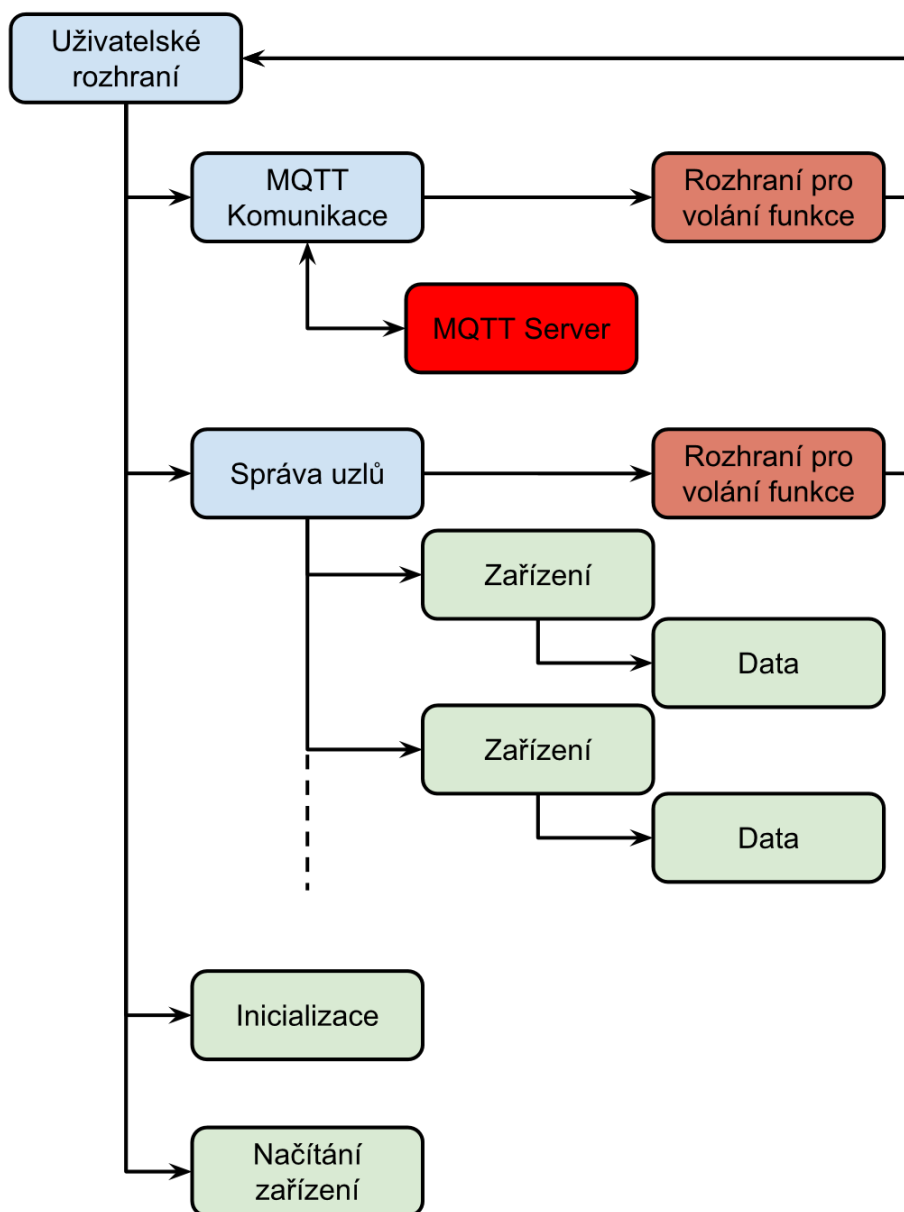 Uživatelské
rozhraní
MQTT
Komunikace
Rozhraní pro
volání funkce
MQTT Server
Správa uzlů
Rozhraní pro
volání funkce
Zařízení
Data
Zařízení
Data
Inicializace
Načítání
zařízení